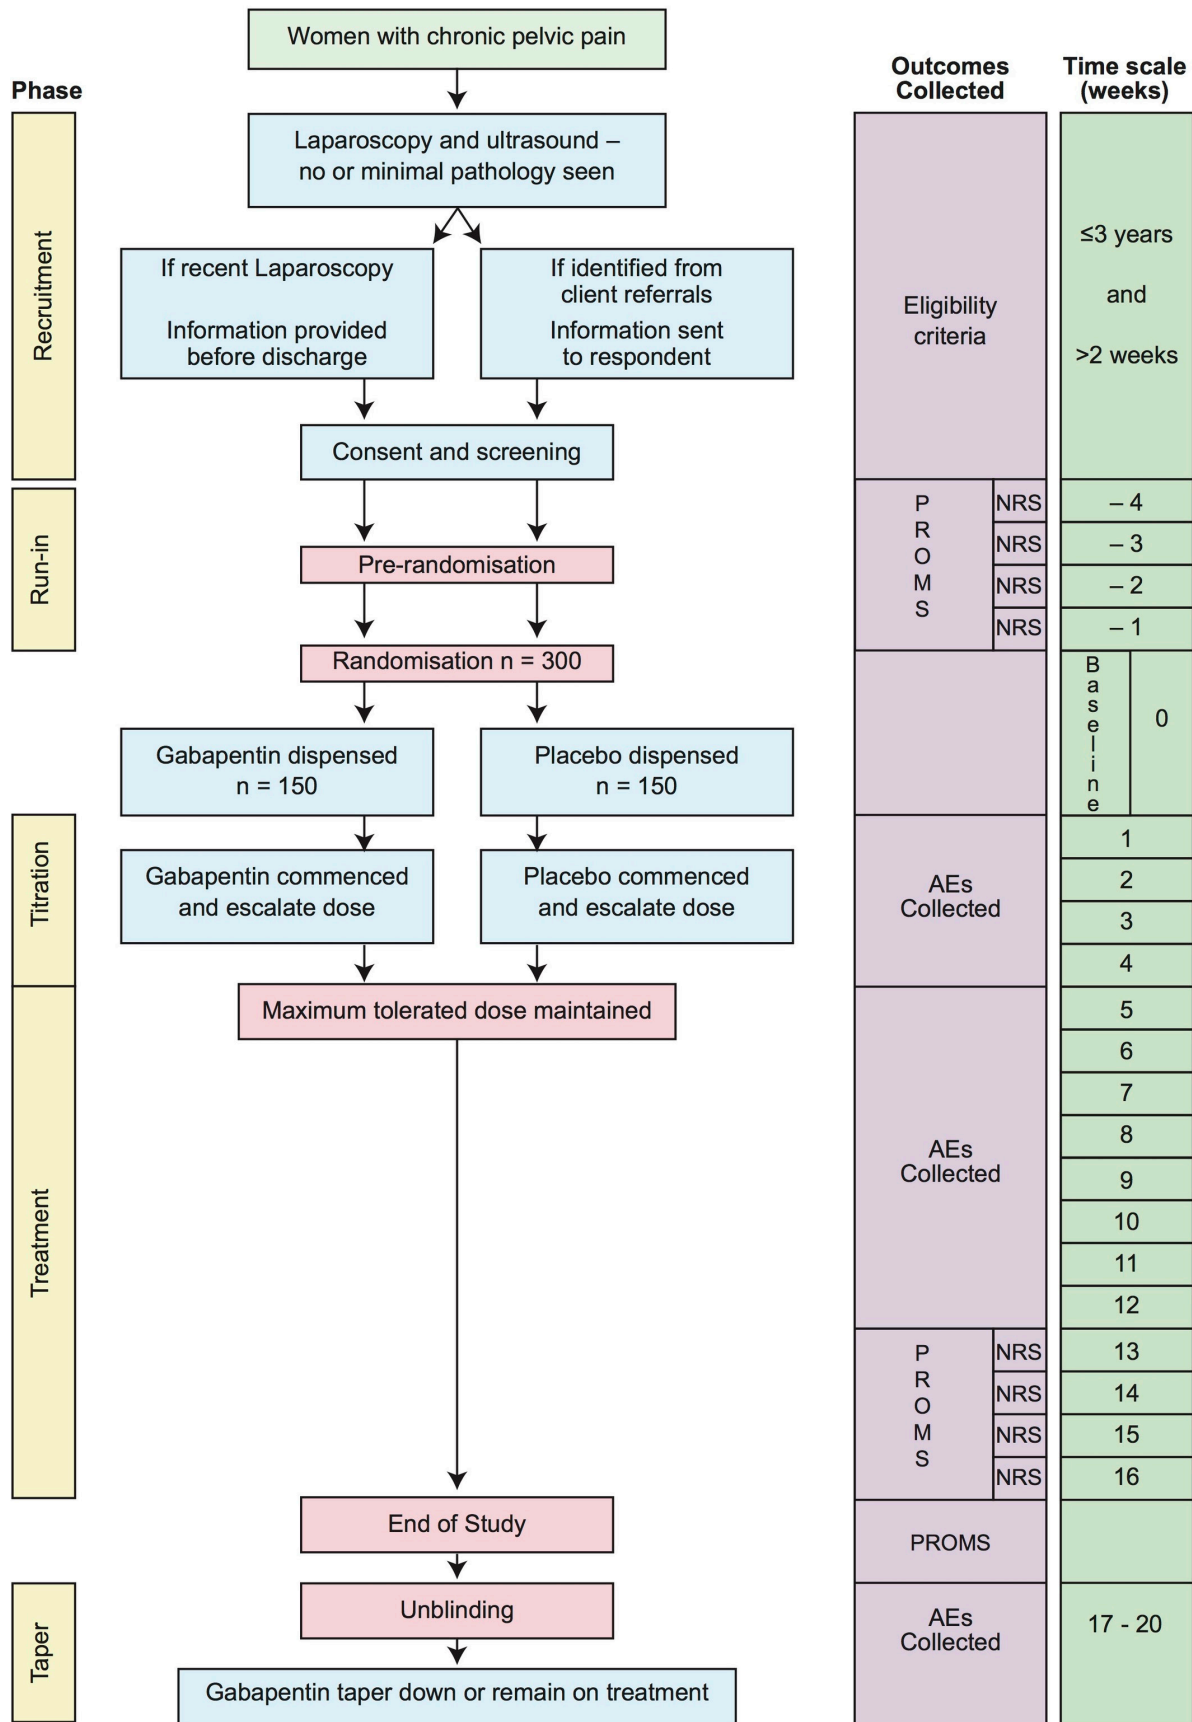 Women with chronic pelvic pain
Phase
Outcomes
Collected
Time scale
(weeks)
Recruitment
Laparoscopy and ultrasound –
no or minimal pathology seen
If recent Laparoscopy
Information provided
before discharge
If identified from
client referrals
Information sent
to respondent
Consent and screening
Eligibility
criteria
≤3 years
and
>2 weeks
Run-in
Pre-randomisation
P
R
O
M
S
NRS
NRS
NRS
NRS
– 4
– 3
– 2
– 1
Randomisation n = 300
Gabapentin dispensed
n = 150
Placebo dispensed
n = 150
B
a
s
e
l
i
n
e
0
Titration
Gabapentin commenced
and escalate dose
Placebo commenced
and escalate dose
AEs
Collected
1
2
3
4
Treatment
Maximum tolerated dose maintained
AEs
Collected
5
6
7
8
9
10
11
12
P
R
O
M
S
NRS
NRS
NRS
NRS
13
14
15
16
End of Study
PROMS
Taper
Unblinding
Gabapentin taper down or remain on treatment
AEs
Collected
17 - 20